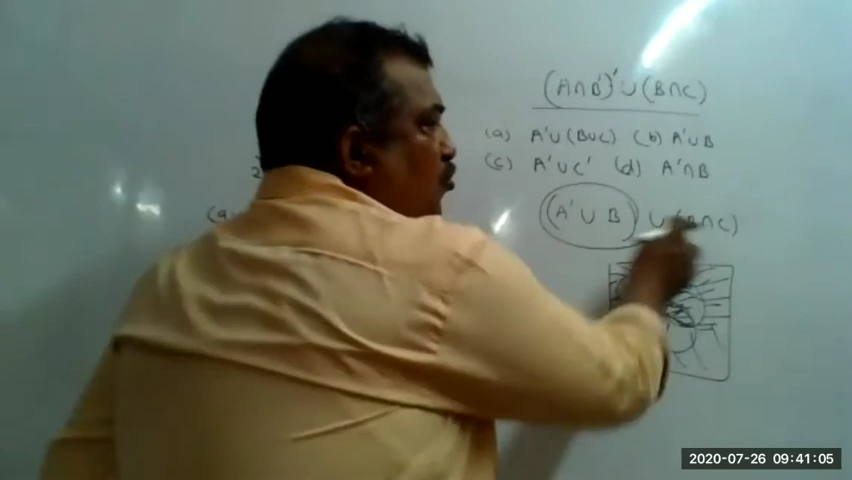 (A∩B')'∪(B∩C)
(a) A'∪(B∪C) (b) A'∪B
(c) A'∪C' (d) A'∩B
(A'∪B) ∪ (B∩C)
(a
2020-07-26 09:41:05